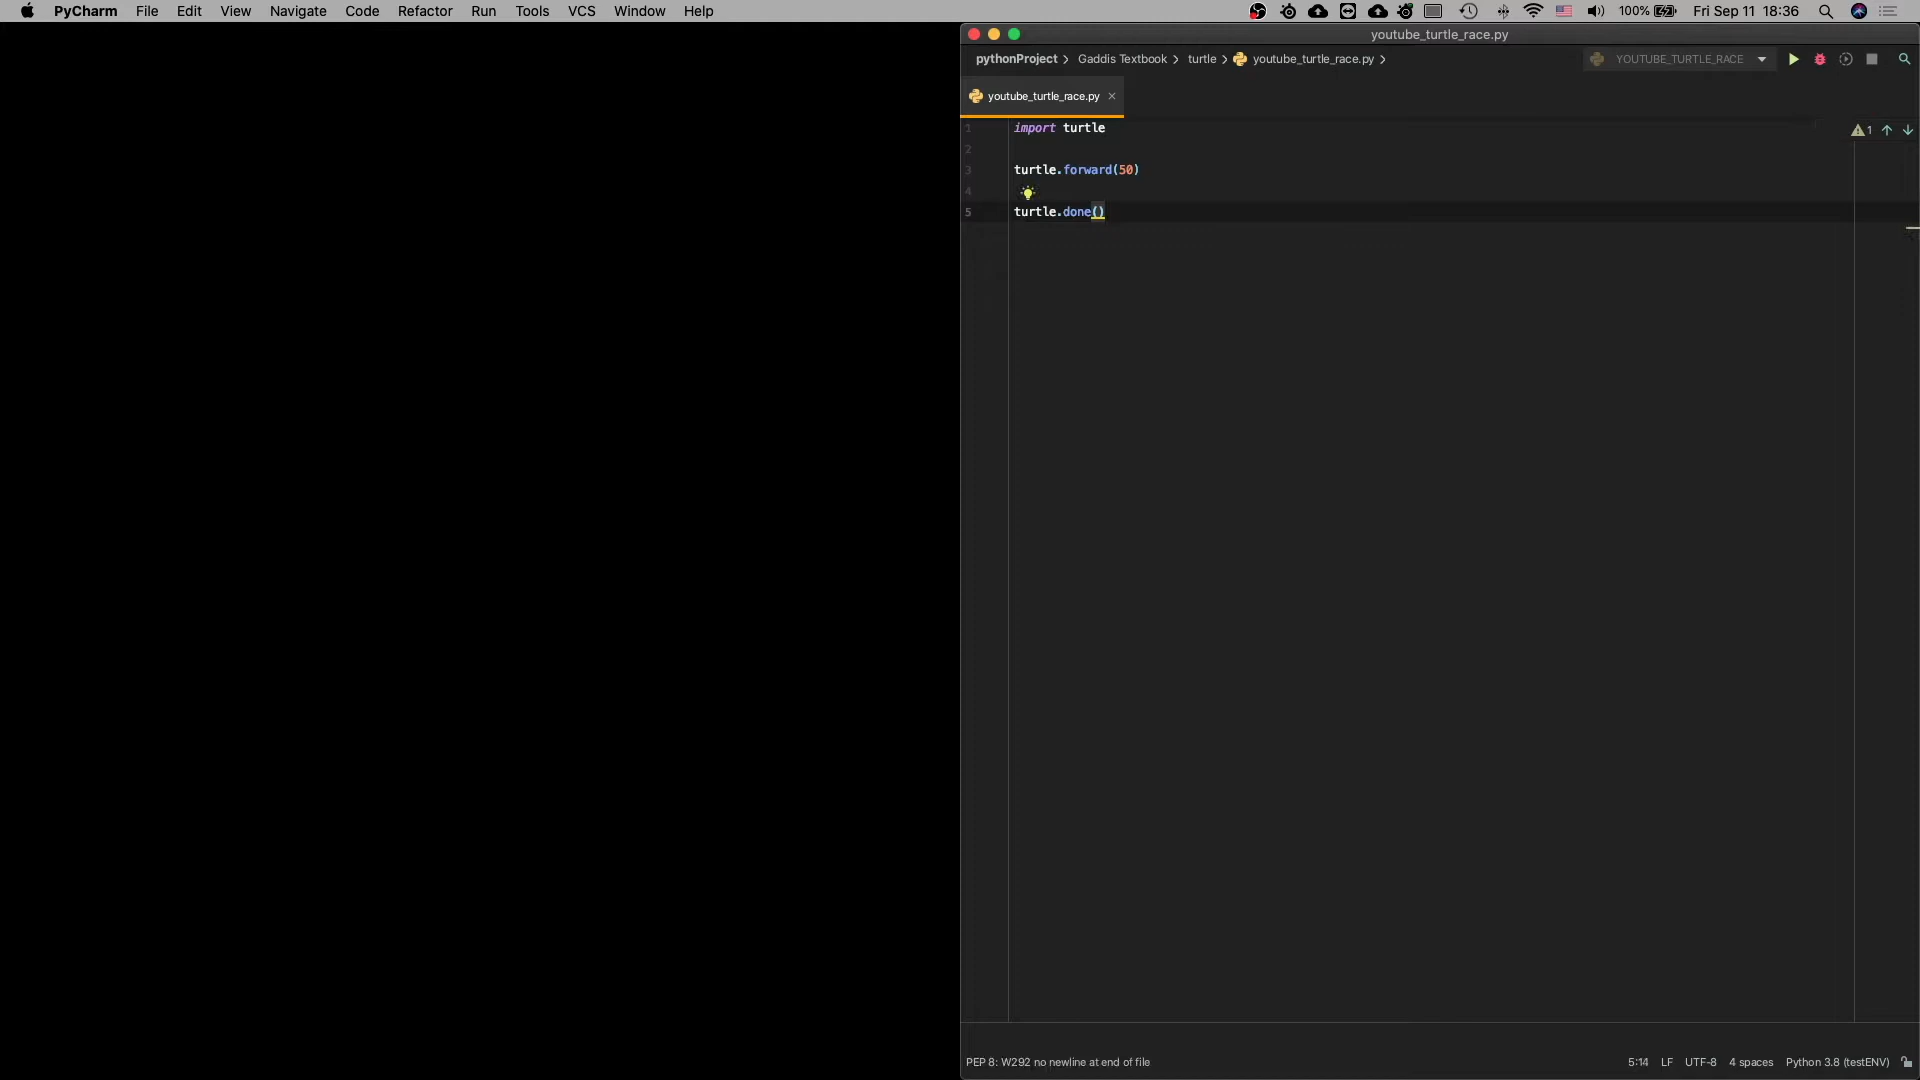 PyCharm File Edit View Navigate Code Refactor Run Tools VCS Window Help 100% Fri Sep 11 18:36
youtube_turtle_race.py
pythonProject Gaddis Textbook turtle youtube_turtle_race.py YOUTUBE_TURTLE_RACE
youtube_turtle_race.py
1 import turtle
1
2
3 turtle.forward(50)
4
5 turtle.done()
PEP 8: W292 no newline at end of file 5:14 LF UTF-8 4 spaces Python 3.8 (testENV)